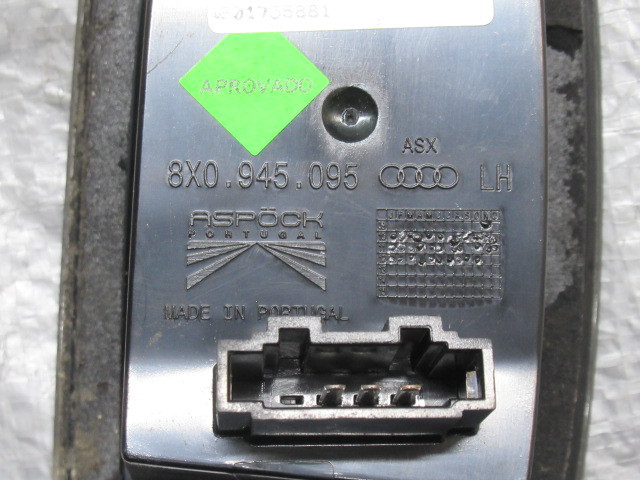 APROVADO
ASX
8X0.945.095 LH
ASPÖCK
PORTUGAL
MADE IN PORTUGAL